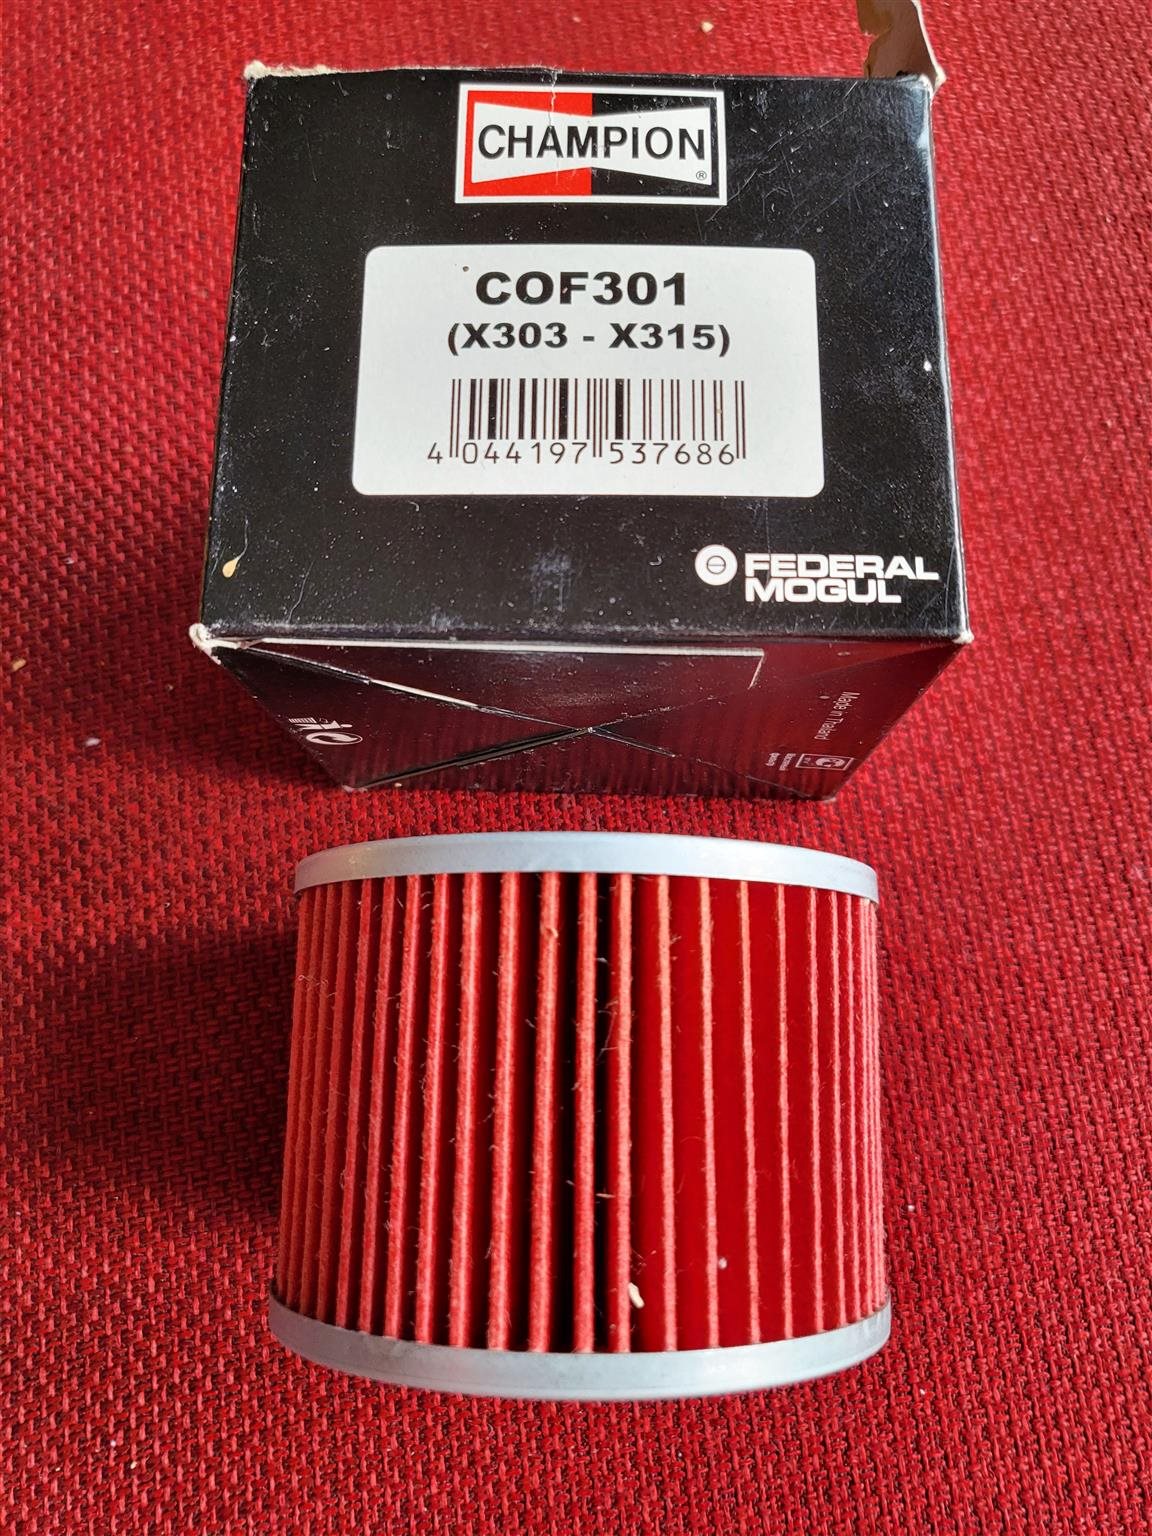 CHAMPION
®
COF301
(X303 - X315)
4 044197 537686
FEDERAL
MOGUL
Made in Thailand